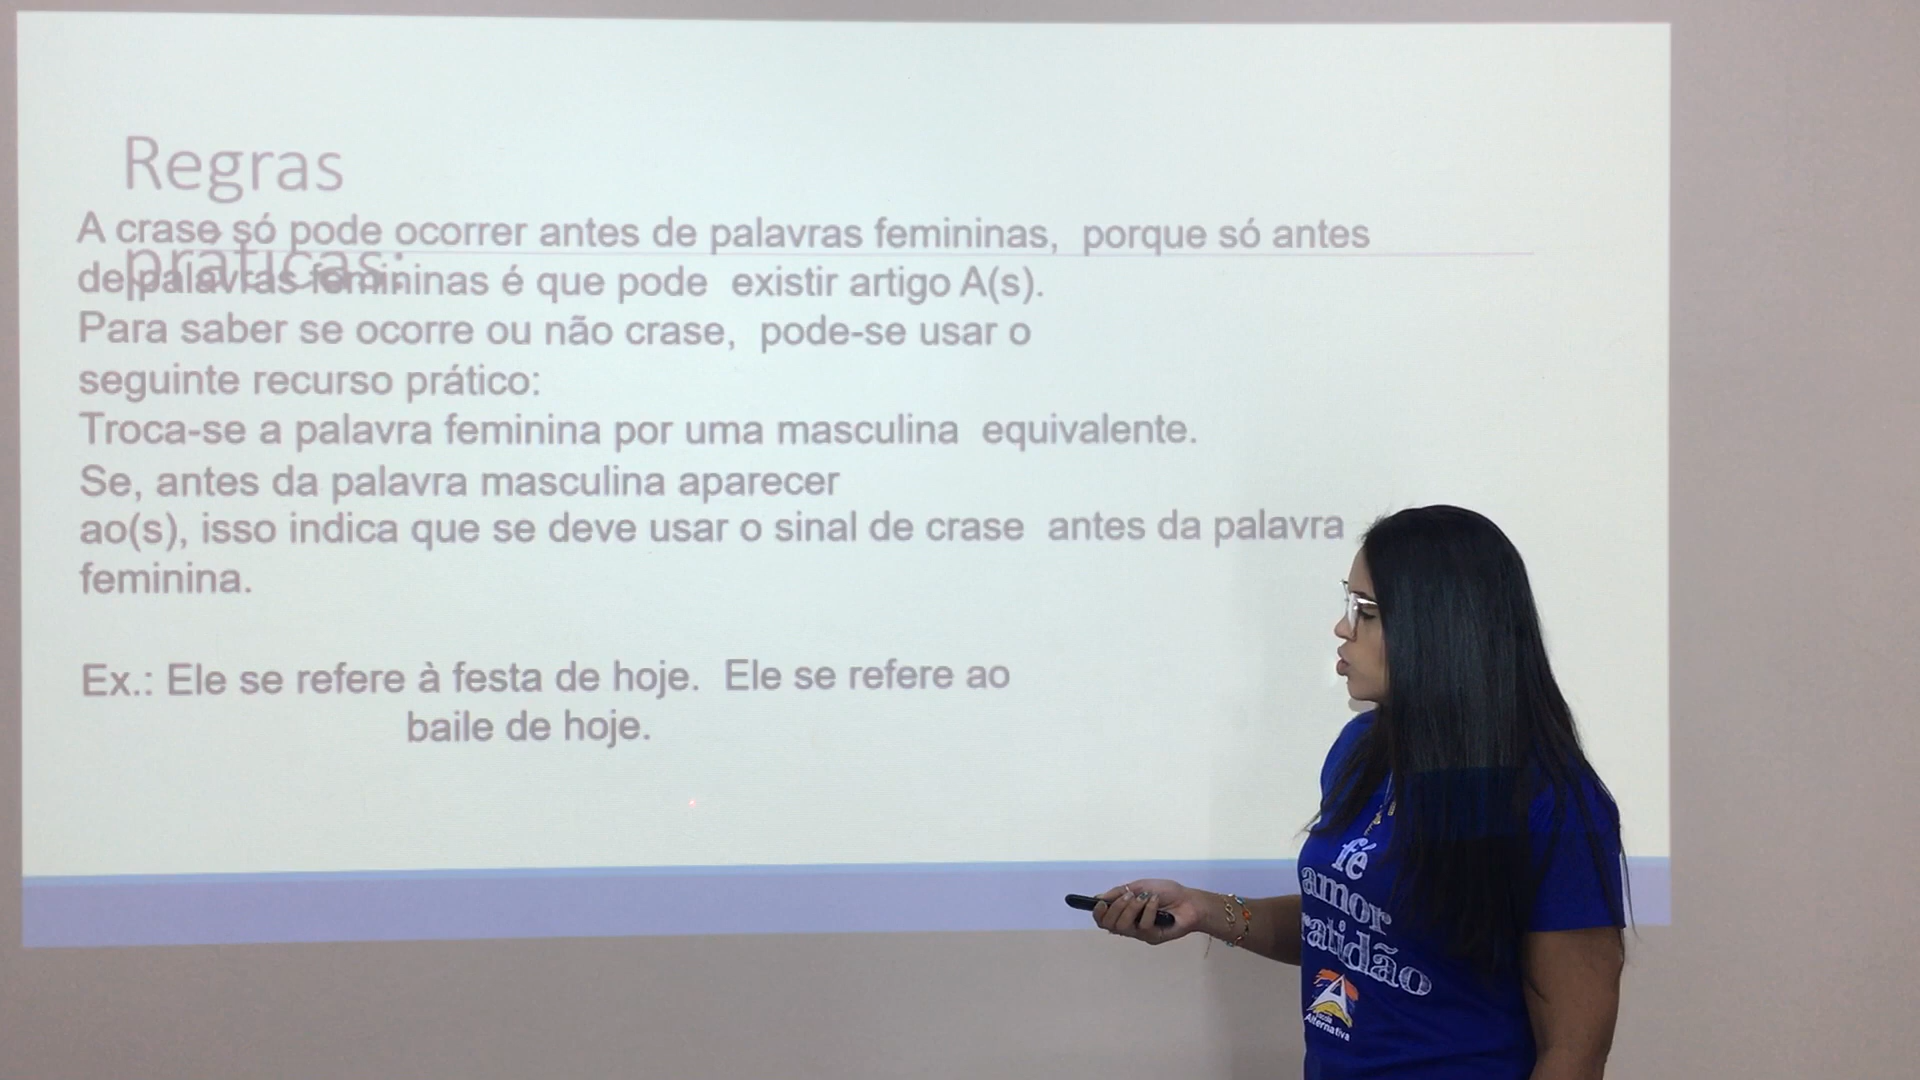 Regras
práticas:
A crase só pode ocorrer antes de palavras femininas, porque só antes
de palavras femininas é que pode existir artigo A(s).
Para saber se ocorre ou não crase, pode-se usar o
seguinte recurso prático:
Troca-se a palavra feminina por uma masculina equivalente.
Se, antes da palavra masculina aparecer
ao(s), isso indica que se deve usar o sinal de crase antes da palavra
feminina.
Ex.: Ele se refere à festa de hoje. Ele se refere ao
baile de hoje.
fé
amor
ratidão
Escola
Alternativa